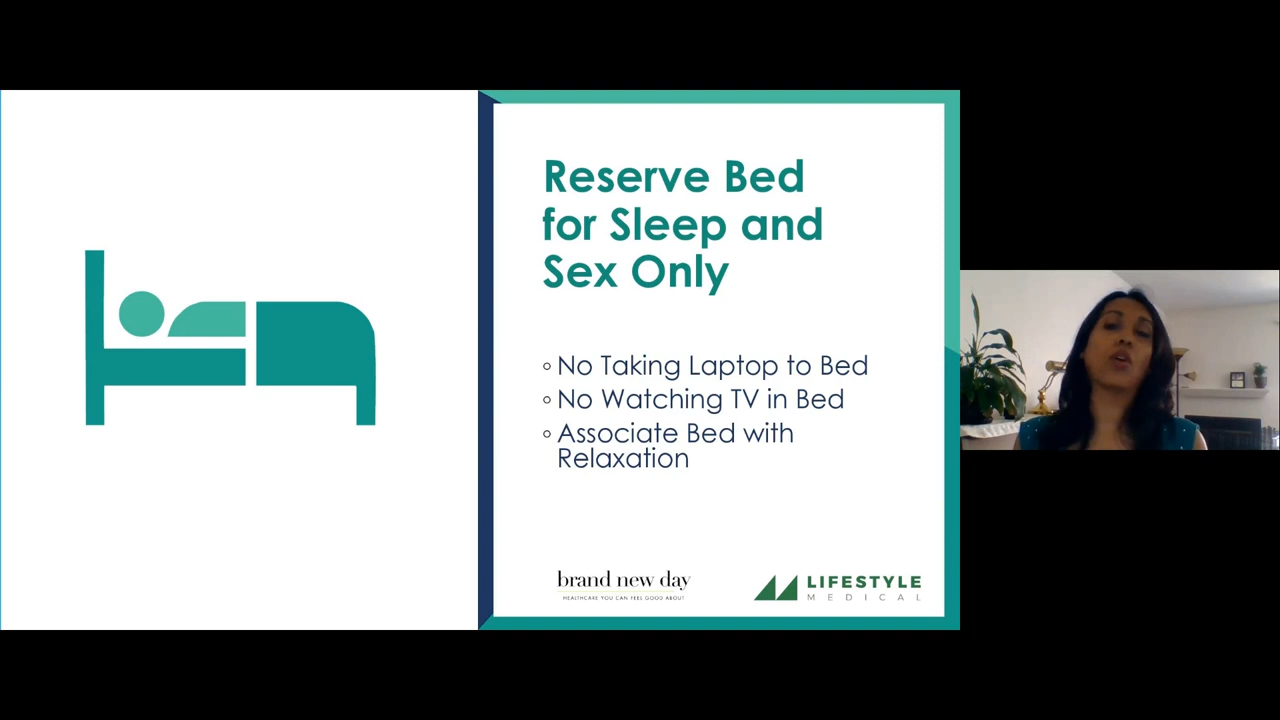 Reserve Bed
for Sleep and
Sex Only
◦ No Taking Laptop to Bed
◦ No Watching TV in Bed
◦ Associate Bed with
Relaxation
brand new day
HEALTHCARE YOU CAN FEEL GOOD ABOUT
LIFESTYLE
MEDICAL